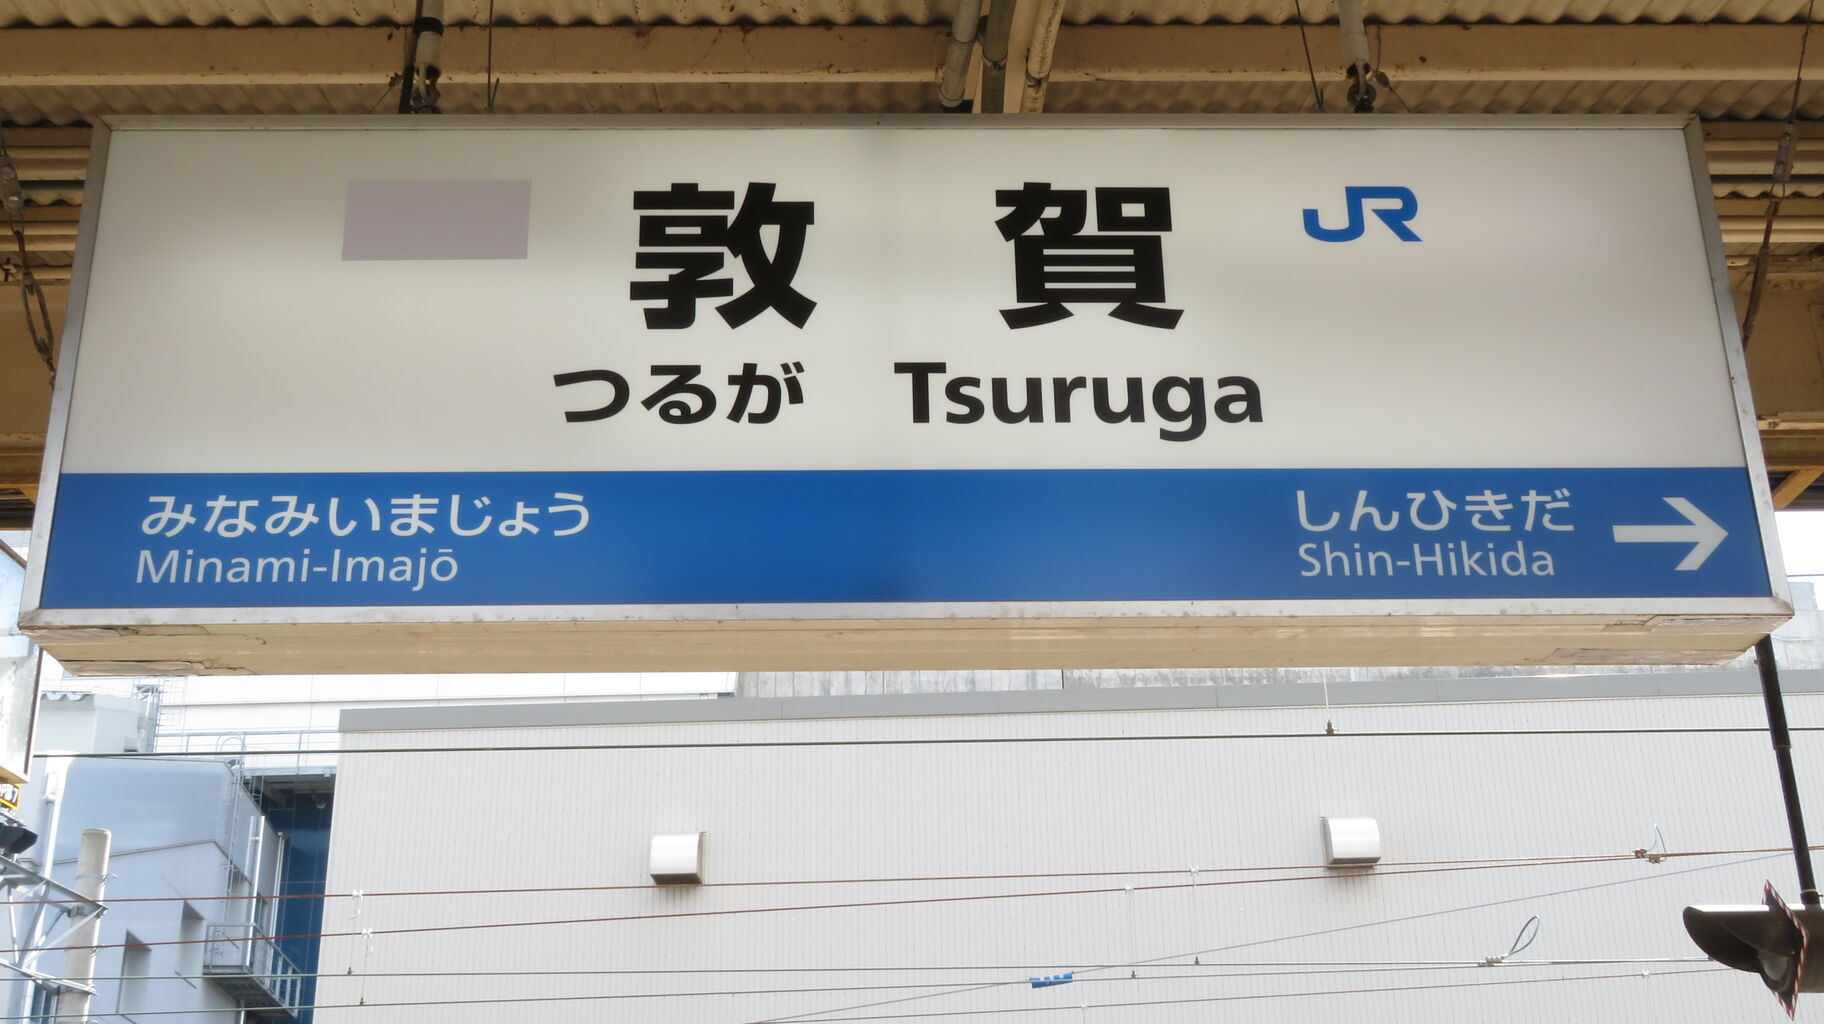 敦賀
JR
つるが Tsuruga
みなみいまじょう
Minami-Imajō
しんひきだ →
Shin-Hikida